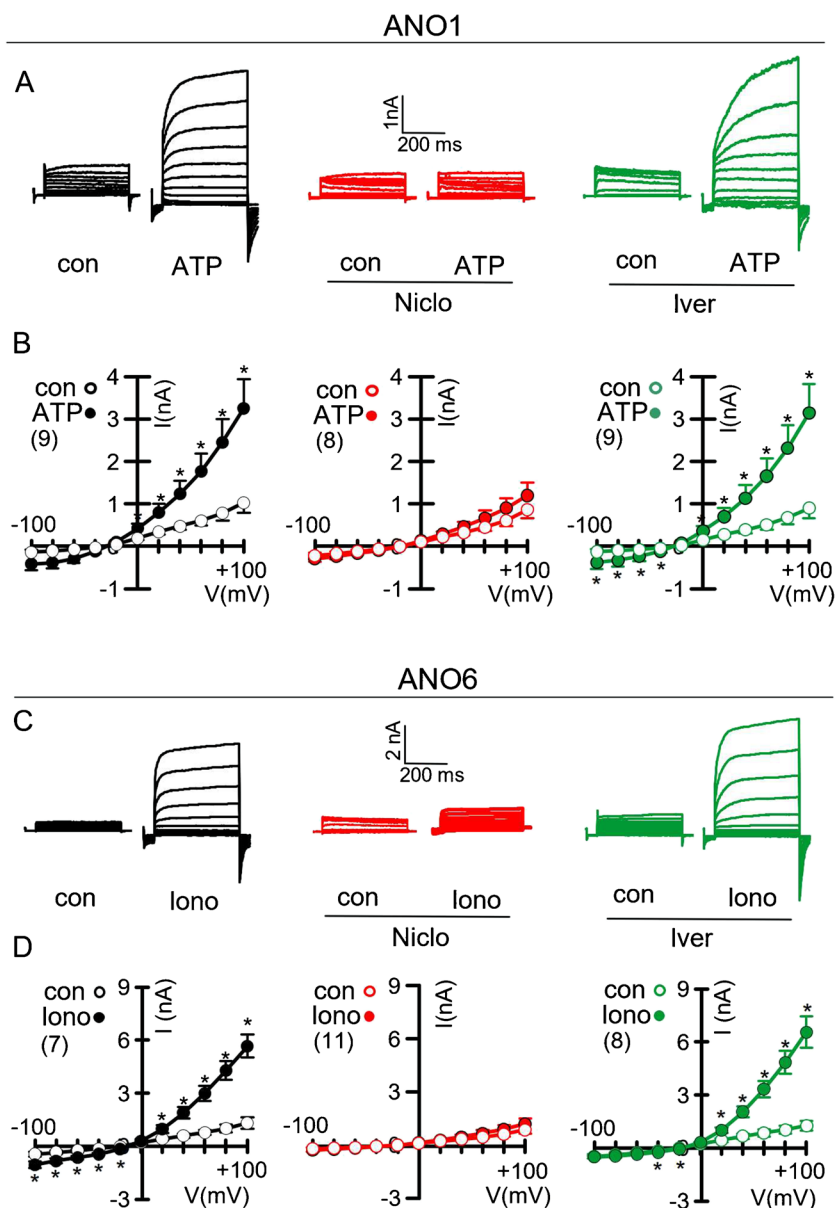 ANO1
A
1nA
200 ms
con ATP con ATP con ATP
Niclo Iver
B
4 I(nA) 4 I(nA) 4 I(nA)
con con con
ATP ATP ATP
3 3 3
(9) (8) (9)
* * * * * * * * * * * *
1 1 1
-100 -100 -100
* * * *
-1 +100 -1 +100 -1 +100
V(mV) V(mV) V(mV)
ANO6
C
2 nA
200 ms
con Iono con Iono con Iono
Niclo Iver
D
9 I (nA) 9 I(nA) 9 I (nA)
con con con
Iono Iono Iono
(7) 6 (11) 6 (8) 6
* * * * * * * * * *
3 3 3
-100 -100 -100
* * * * * * *
+100 +100 +100
-3 V(mV) -3 V(mV) -3 V(mV)